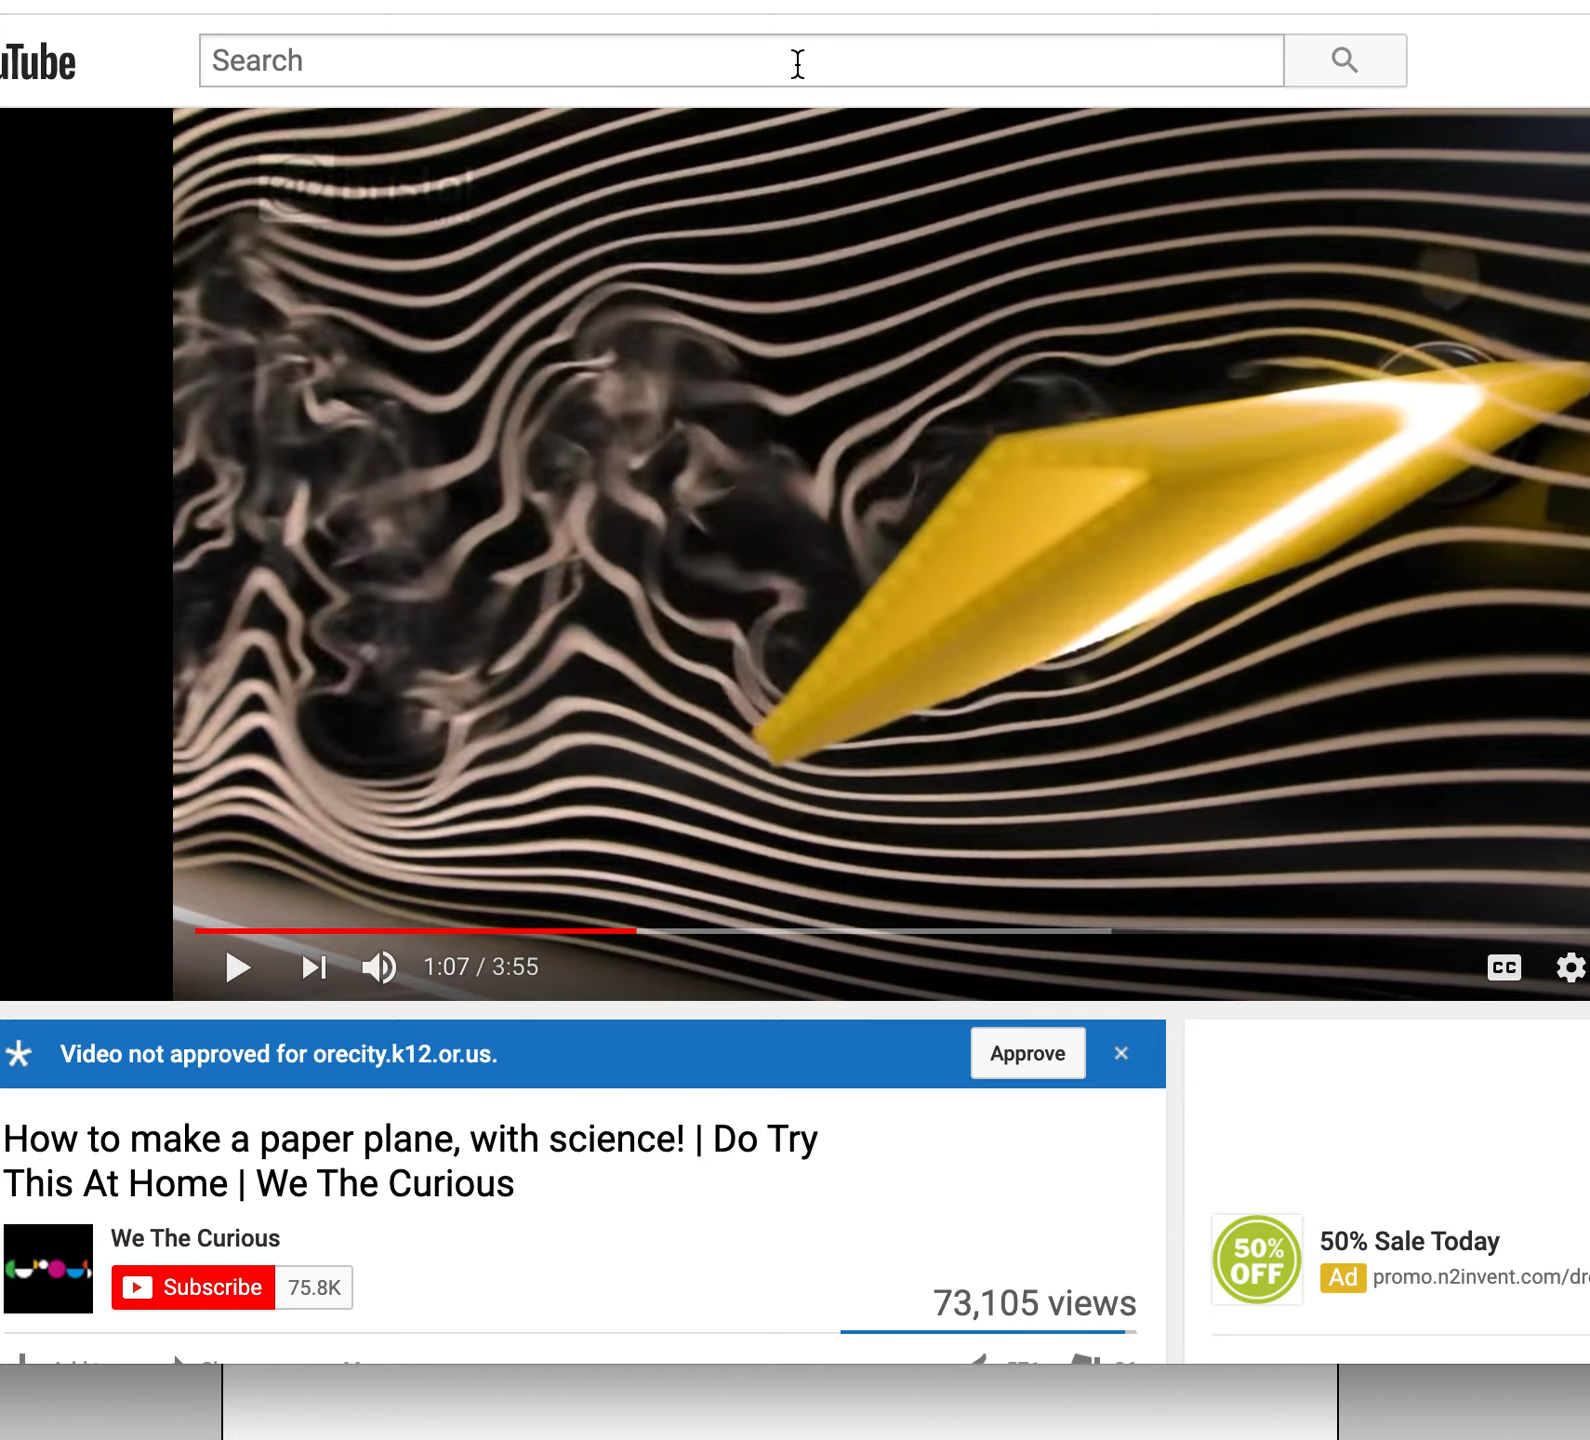 uTube
Search
1:07 / 3:55
CC
Video not approved for orecity.k12.or.us.
Approve
How to make a paper plane, with science! | Do Try
This At Home | We The Curious
We The Curious
Subscribe 75.8K
73,105 views
50%
OFF
50% Sale Today
Ad promo.n2invent.com/dr